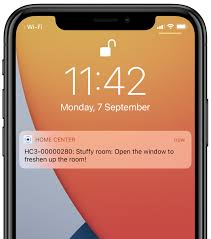 Wi-Fi
11:42
Monday, 7 September
HOME CENTER now
HC3-00000280: Stuffy room: Open the window to
freshen up the room!